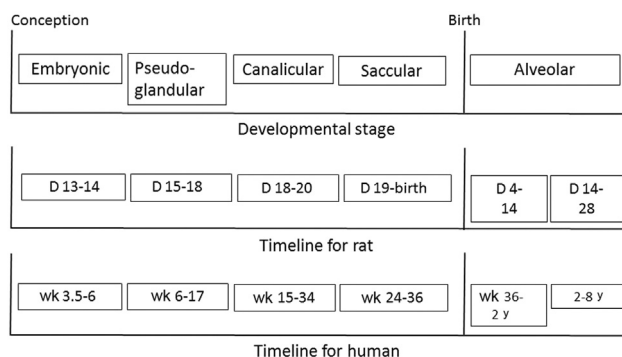 Conception Birth
Embryonic Pseudo- Canalicular Saccular Alveolar
glandular
Developmental stage
D 13-14 D 15-18 D 18-20 D 19-birth D 4- D 14-
14 28
Timeline for rat
wk 3.5-6 wk 6-17 wk 15-34 wk 24-36 wk 36- 2-8 y
2 y
Timeline for human